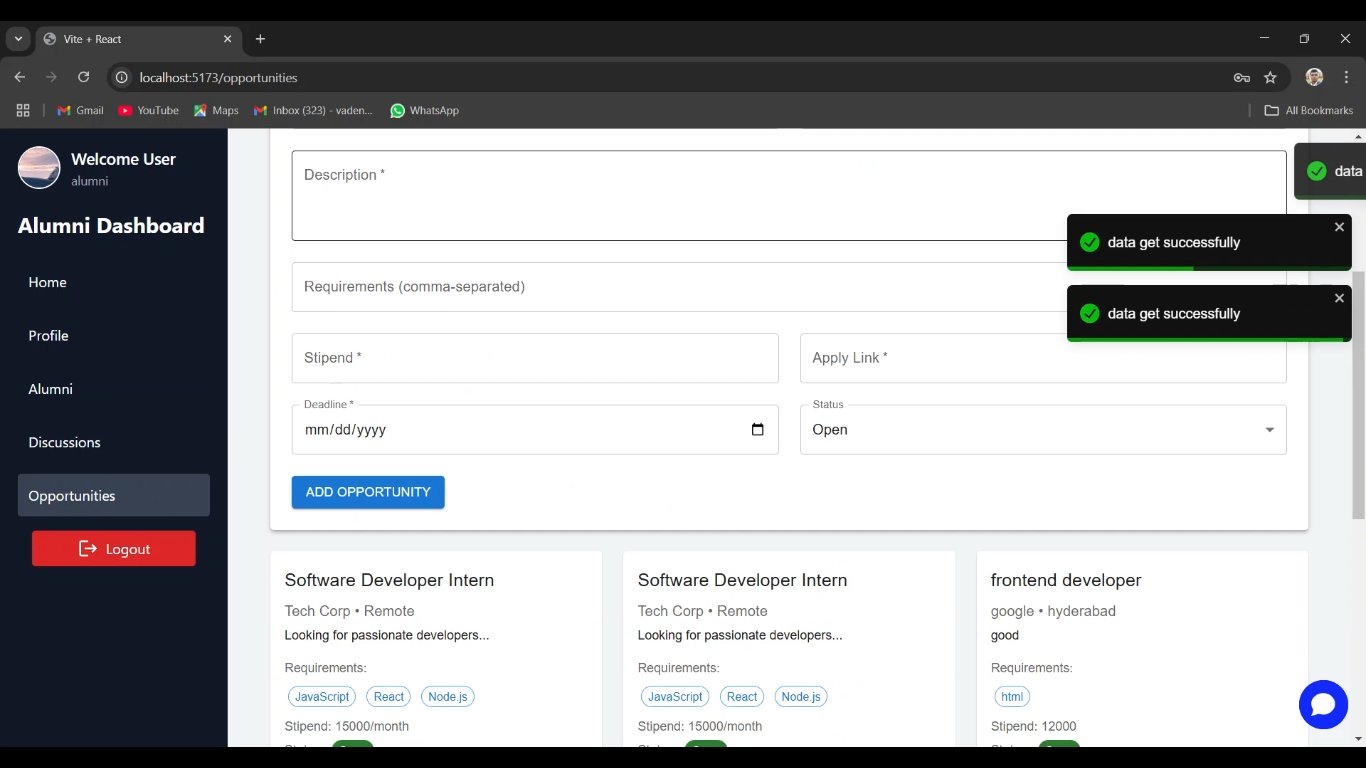 Vite + React
localhost:5173/opportunities
Gmail YouTube Maps Inbox (323) - vaden... WhatsApp All Bookmarks
Welcome User
alumni
Alumni Dashboard
Home
Profile
Alumni
Discussions
Opportunities
Logout
Description *
Requirements (comma-separated)
Stipend * Apply Link *
Deadline * Status
mm/dd/yyyy Open
ADD OPPORTUNITY
data
data get successfully
data get successfully
Software Developer Intern
Tech Corp • Remote
Looking for passionate developers...
Requirements:
JavaScript React Node.js
Stipend: 15000/month
Software Developer Intern
Tech Corp • Remote
Looking for passionate developers...
Requirements:
JavaScript React Node.js
Stipend: 15000/month
frontend developer
google • hyderabad
good
Requirements:
html
Stipend: 12000